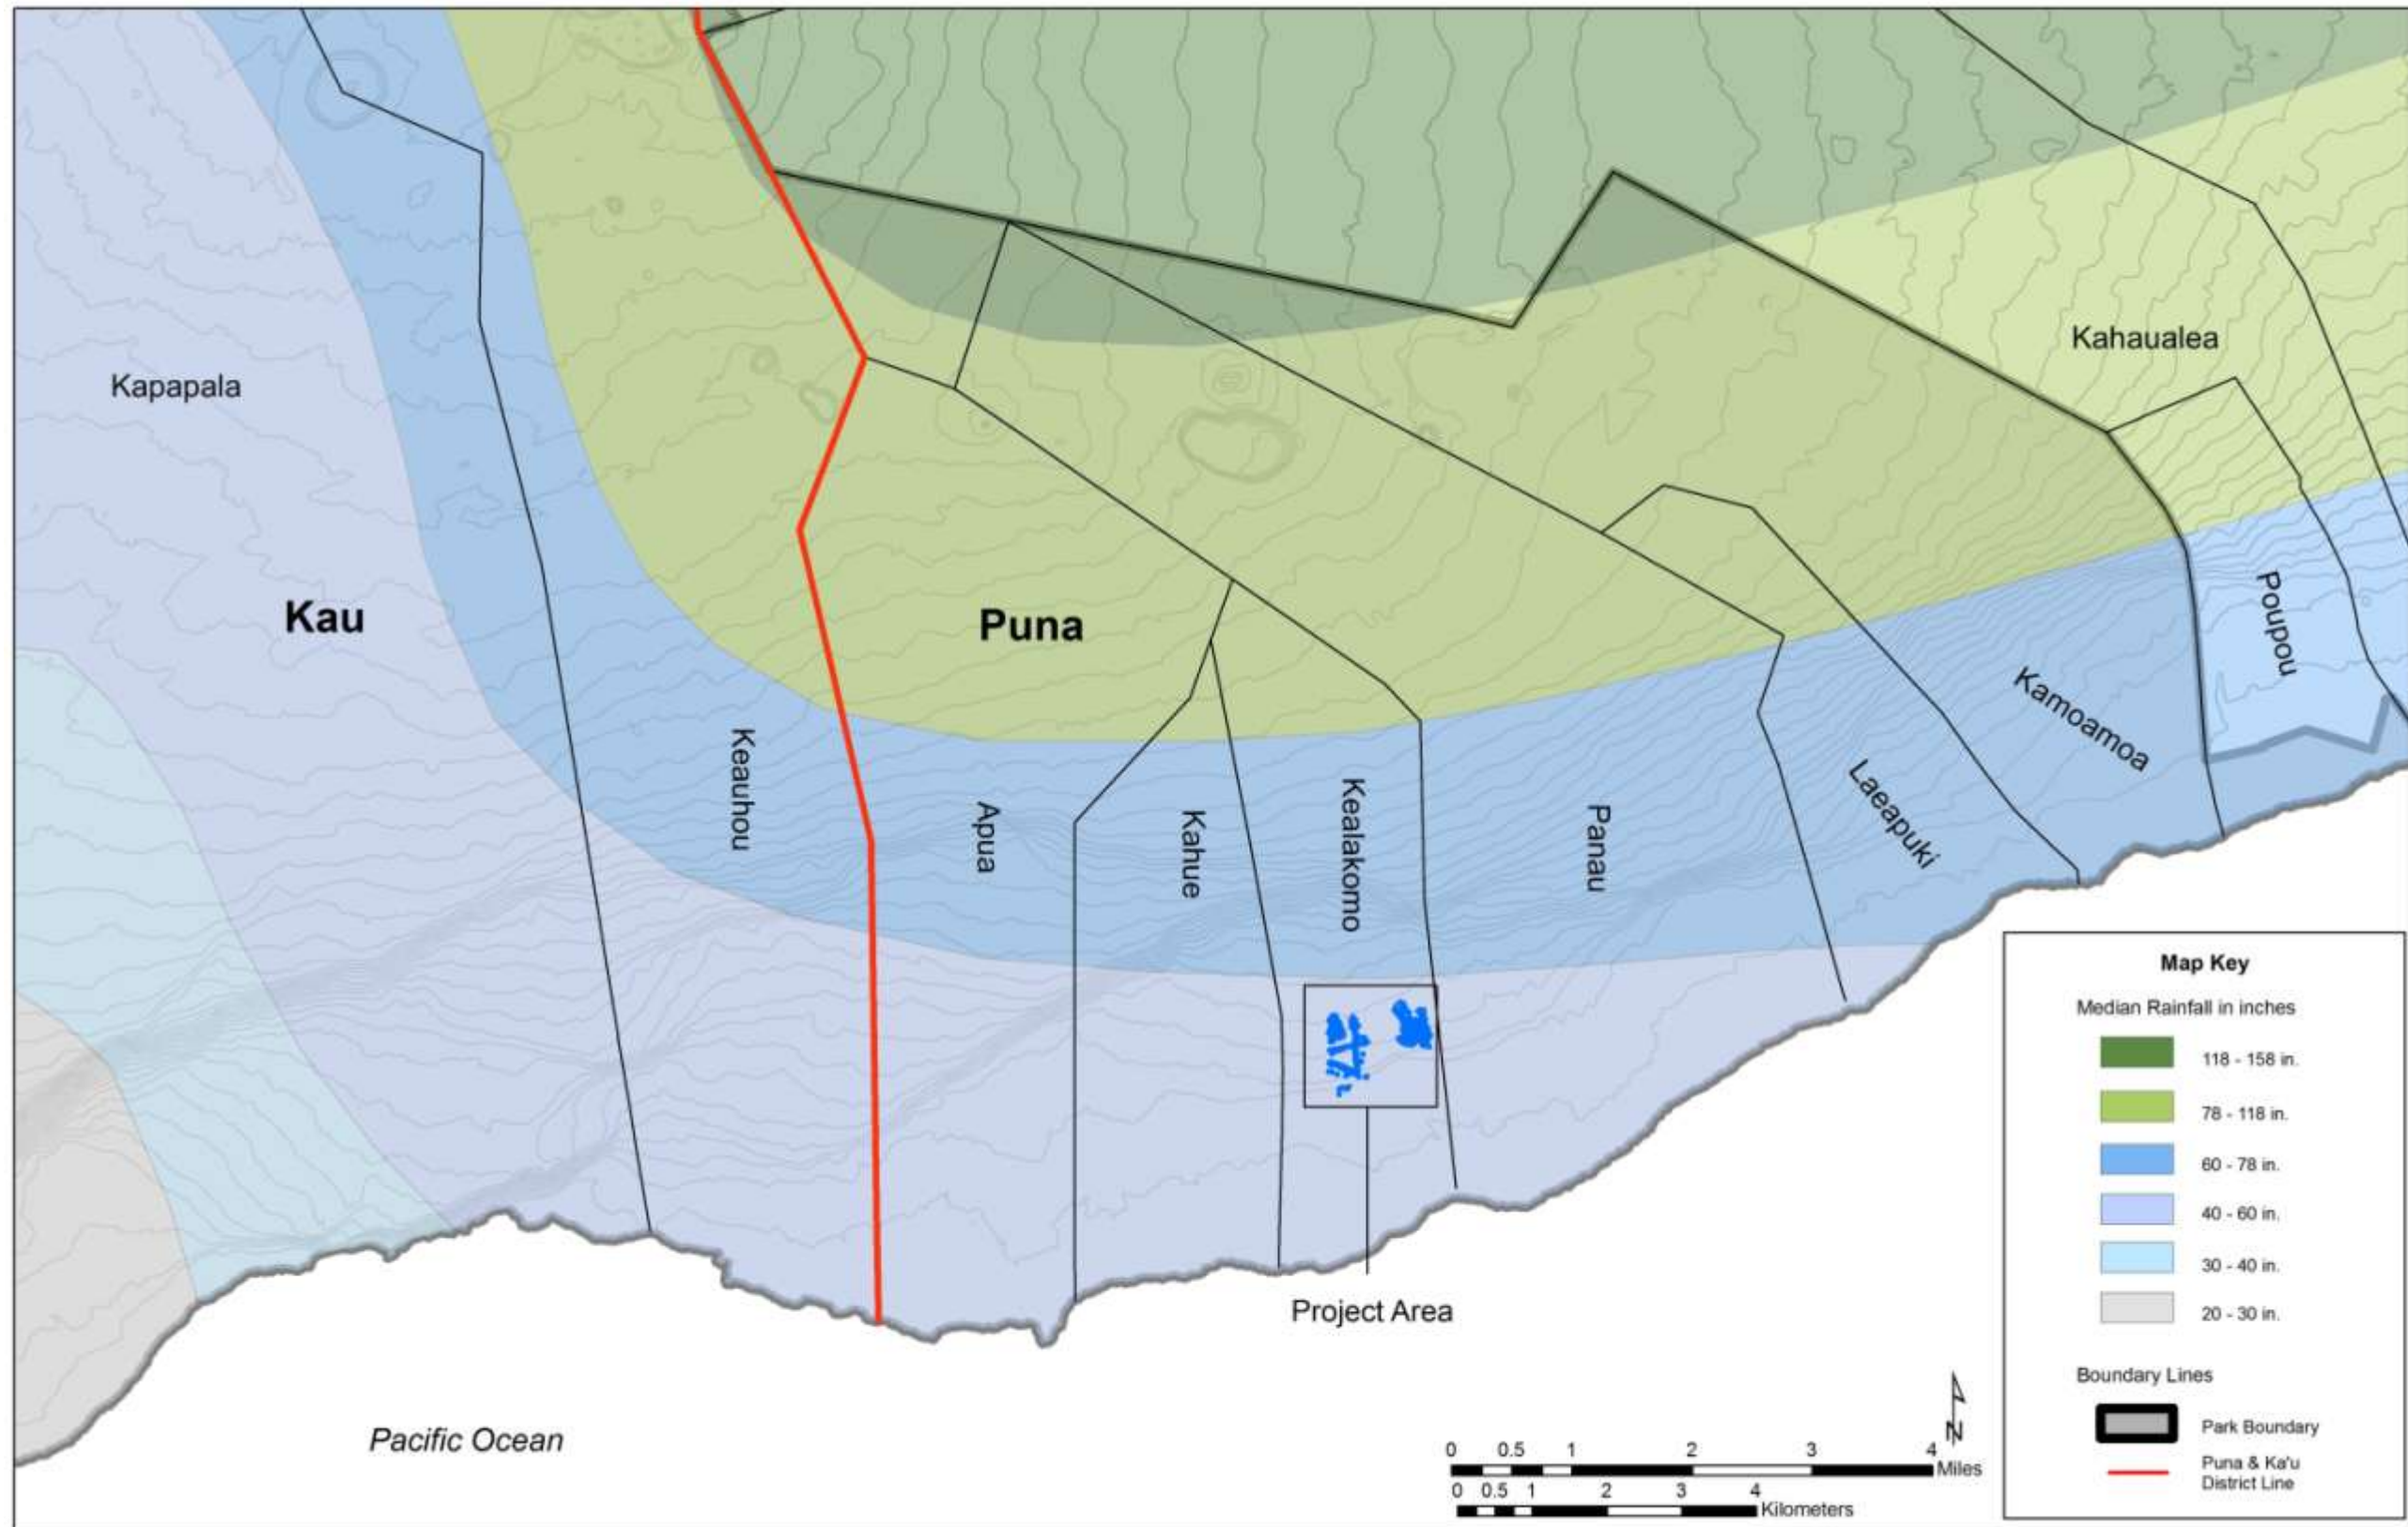 Kahaualea
Kapapala
Kau
Puna
Poupou
Kamoamoa
Keauhou
Apua
Kahue
Kealakomo
Panau
Laeapuki
Project Area
Pacific Ocean
Map Key
Median Rainfall in inches
118 - 158 in.
78 - 118 in.
60 - 78 in.
40 - 60 in.
30 - 40 in.
20 - 30 in.
Boundary Lines
Park Boundary
Puna & Ka'u
District Line
N
0 0.5 1 2 3 4
Miles
0 0.5 1 2 3 4
Kilometers